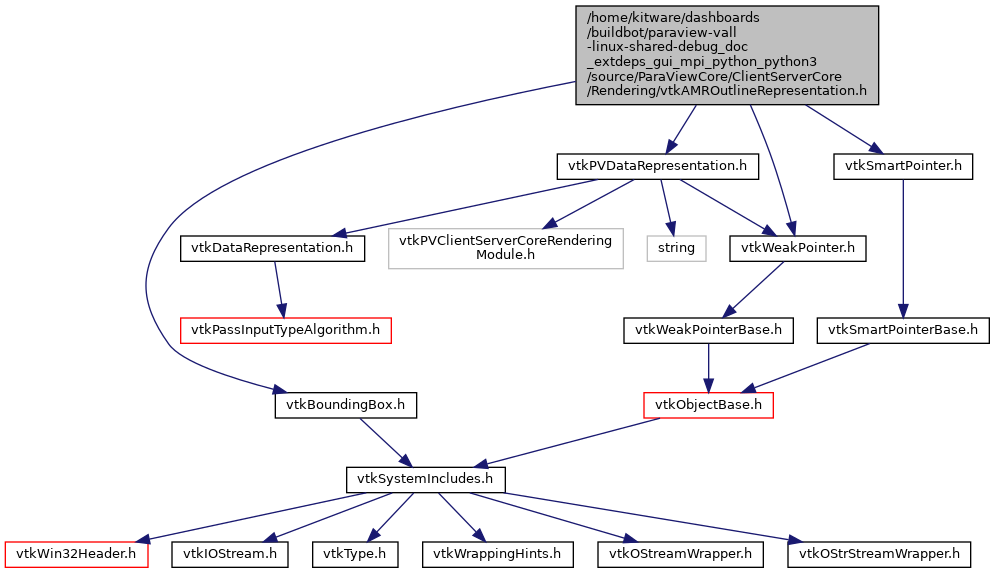 /home/kitware/dashboards
/buildbot/paraview-vall
-linux-shared-debug_doc
_extdeps_gui_mpi_python_python3
/source/ParaViewCore/ClientServerCore
/Rendering/vtkAMROutlineRepresentation.h
vtkPVDataRepresentation.h
vtkSmartPointer.h
vtkDataRepresentation.h
vtkPVClientServerCoreRendering
Module.h
string
vtkWeakPointer.h
vtkPassInputTypeAlgorithm.h
vtkWeakPointerBase.h
vtkSmartPointerBase.h
vtkBoundingBox.h
vtkObjectBase.h
vtkSystemIncludes.h
vtkWin32Header.h
vtkIOStream.h
vtkType.h
vtkWrappingHints.h
vtkOStreamWrapper.h
vtkOStrStreamWrapper.h